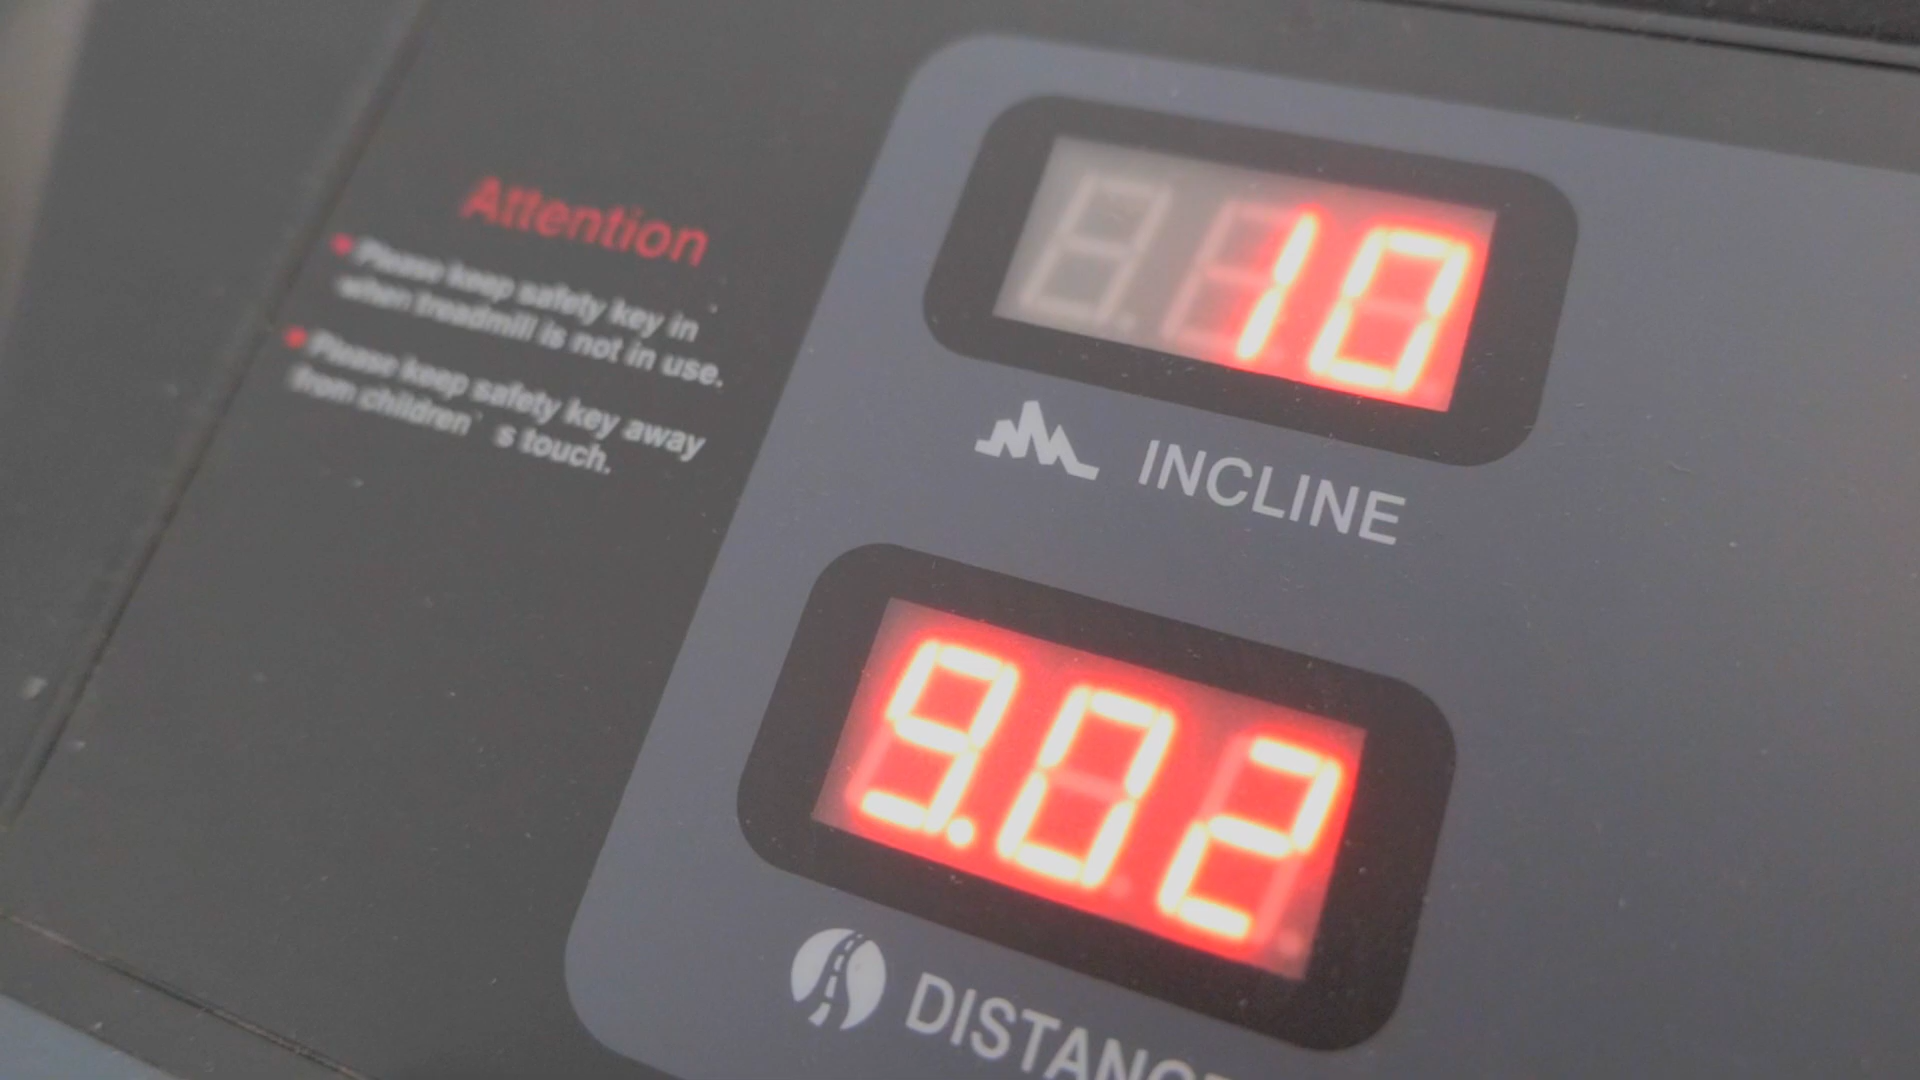 Attention
Please keep safety key in
when treadmill is not in use.
Please keep safety key away
from children` s touch.
10
INCLINE
9.02
DISTANC